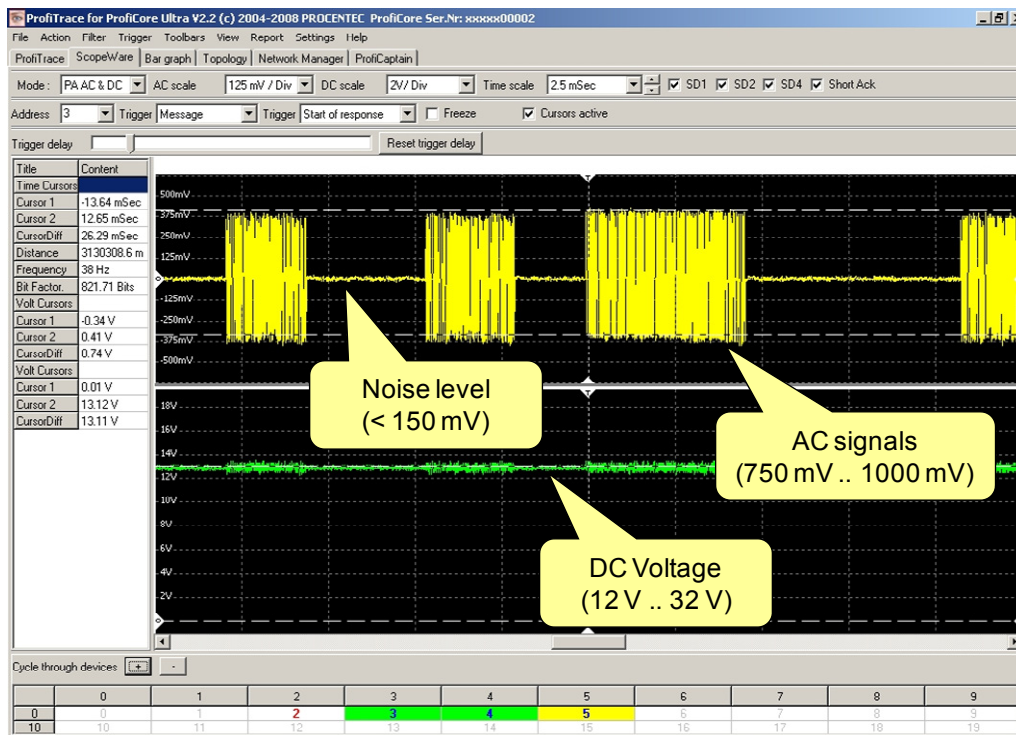 ProfiTrace for ProfiCore Ultra V2.2 (c) 2004-2008 PROCENTEC ProfiCore Ser.Nr: xxxxx00002
File Action Filter Trigger Toolbars View Report Settings Help
ProfiTrace ScopeWare Bar graph Topology Network Manager ProfiCaptain
Mode : PA AC & DC AC scale 125 mV / Div DC scale 2V/ Div Time scale 2.5 mSec SD1 SD2 SD4 Short Ack
Address 3 Trigger Message Trigger Start of response Freeze Cursors active
Trigger delay Reset trigger delay
Title Content
Time Cursors
Cursor 1 -13.64 mSec
Cursor 2 12.65 mSec
CursorDiff 26.29 mSec
Distance 3130308.6 m
Frequency 38 Hz
Bit Factor. 821.71 Bits
Volt Cursors
Cursor 1 -0.34 V
Cursor 2 0.41 V
CursorDiff 0.74 V
Volt Cursors
Cursor 1 0.01 V
Cursor 2 13.12 V
CursorDiff 13.11 V
500mV
375mV
250mV
125mV
-125mV
-250mV
-375mV
-500mV
Noise level
(< 150 mV)
AC signals
(750 mV .. 1000 mV)
18V
16V
14V
12V
10V
8V
6V
4V
2V
DC Voltage
(12 V .. 32 V)
Cycle through devices + -
0 1 2 3 4 5 6 7 8 9
0 0 1 2 3 4 5 6 7 8 9
10 10 11 12 13 14 15 16 17 18 19